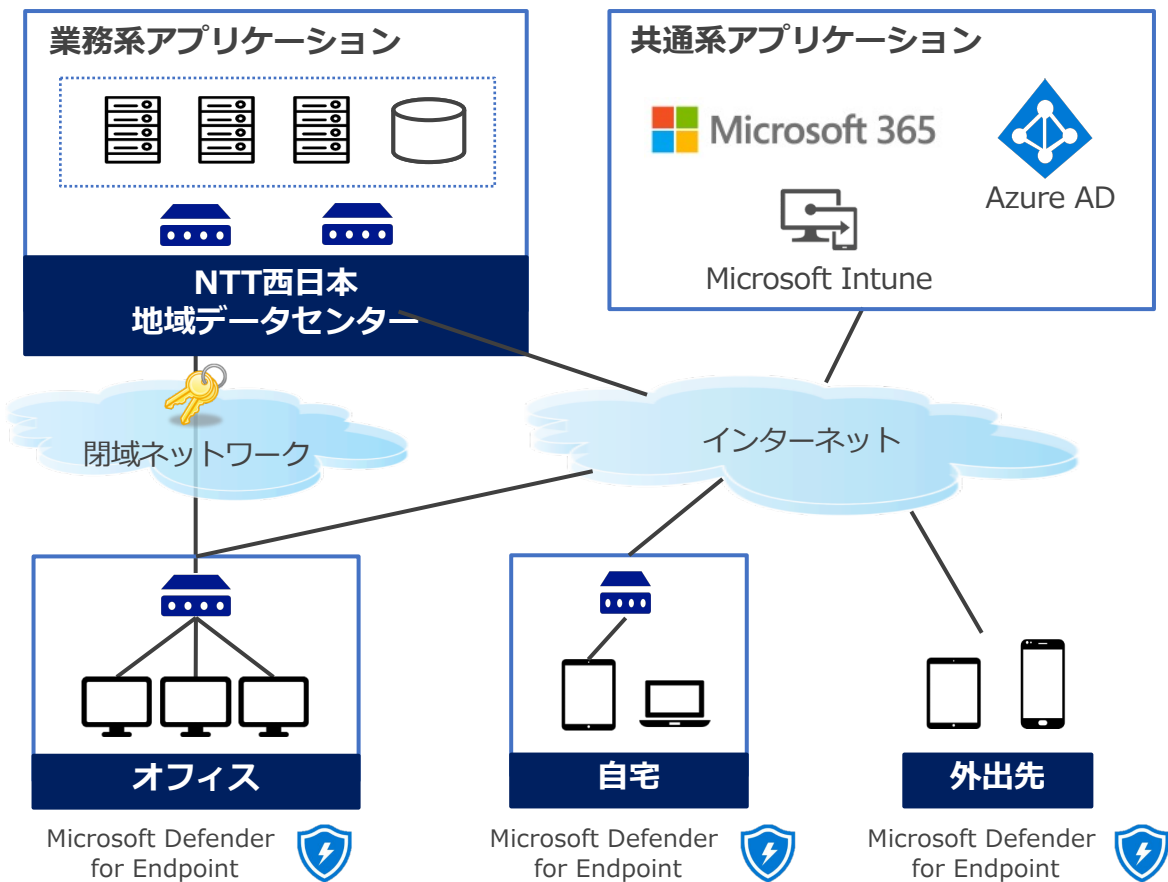 業務系アプリケーション
共通系アプリケーション
Microsoft 365
Azure AD
Microsoft Intune
NTT西日本
地域データセンター
閉域ネットワーク
インターネット
オフィス
自宅
外出先
Microsoft Defender
for Endpoint
Microsoft Defender
for Endpoint
Microsoft Defender
for Endpoint